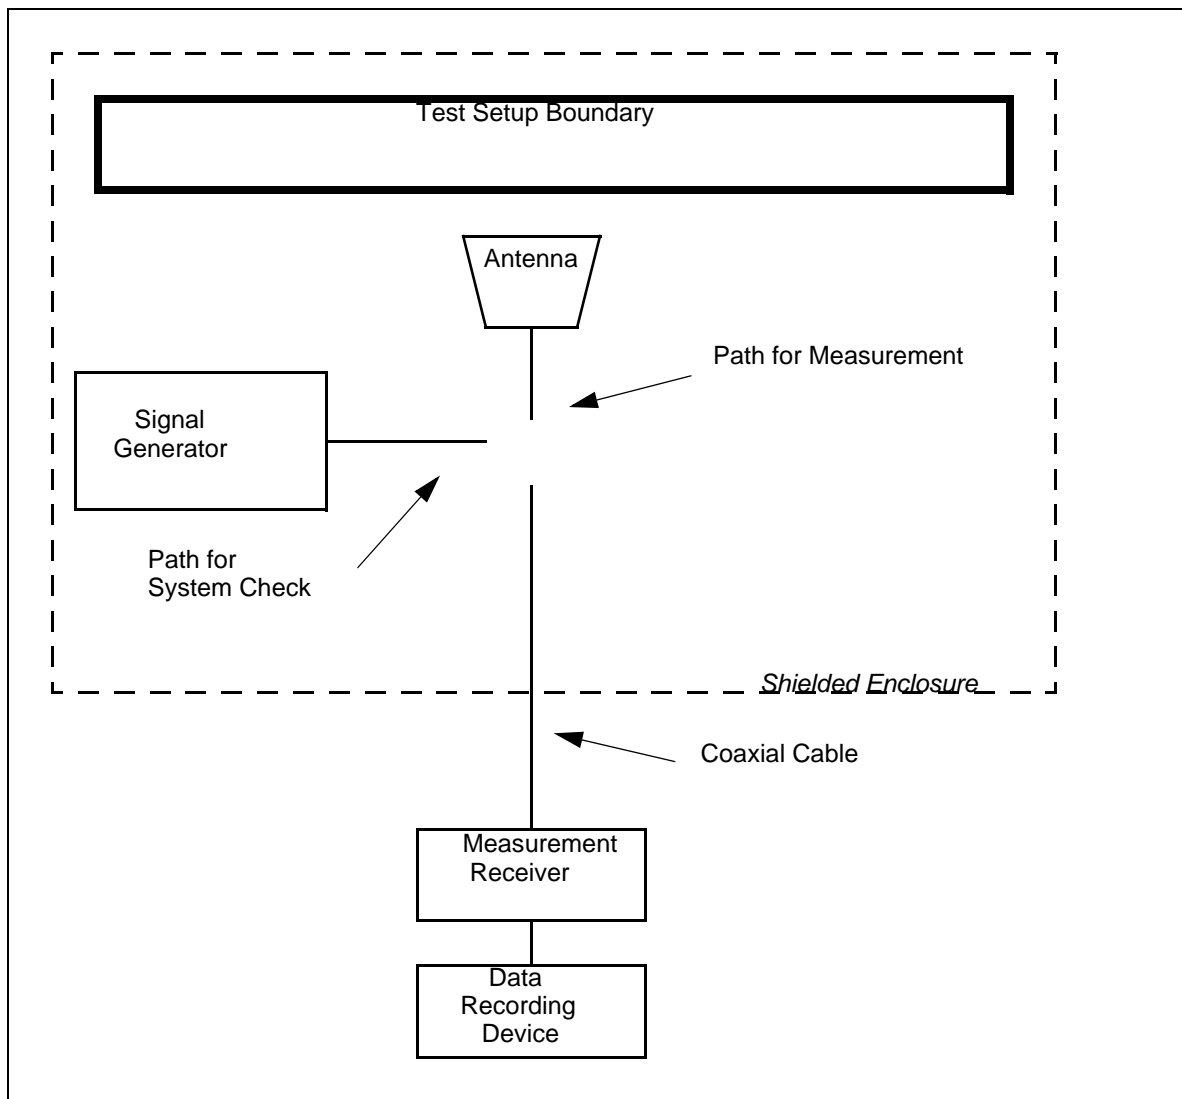 Test Setup Boundary
Antenna
Path for Measurement
Signal
Generator
Path for
System Check
Shielded Enclosure
Coaxial Cable
Measurement
Receiver
Data
Recording
Device